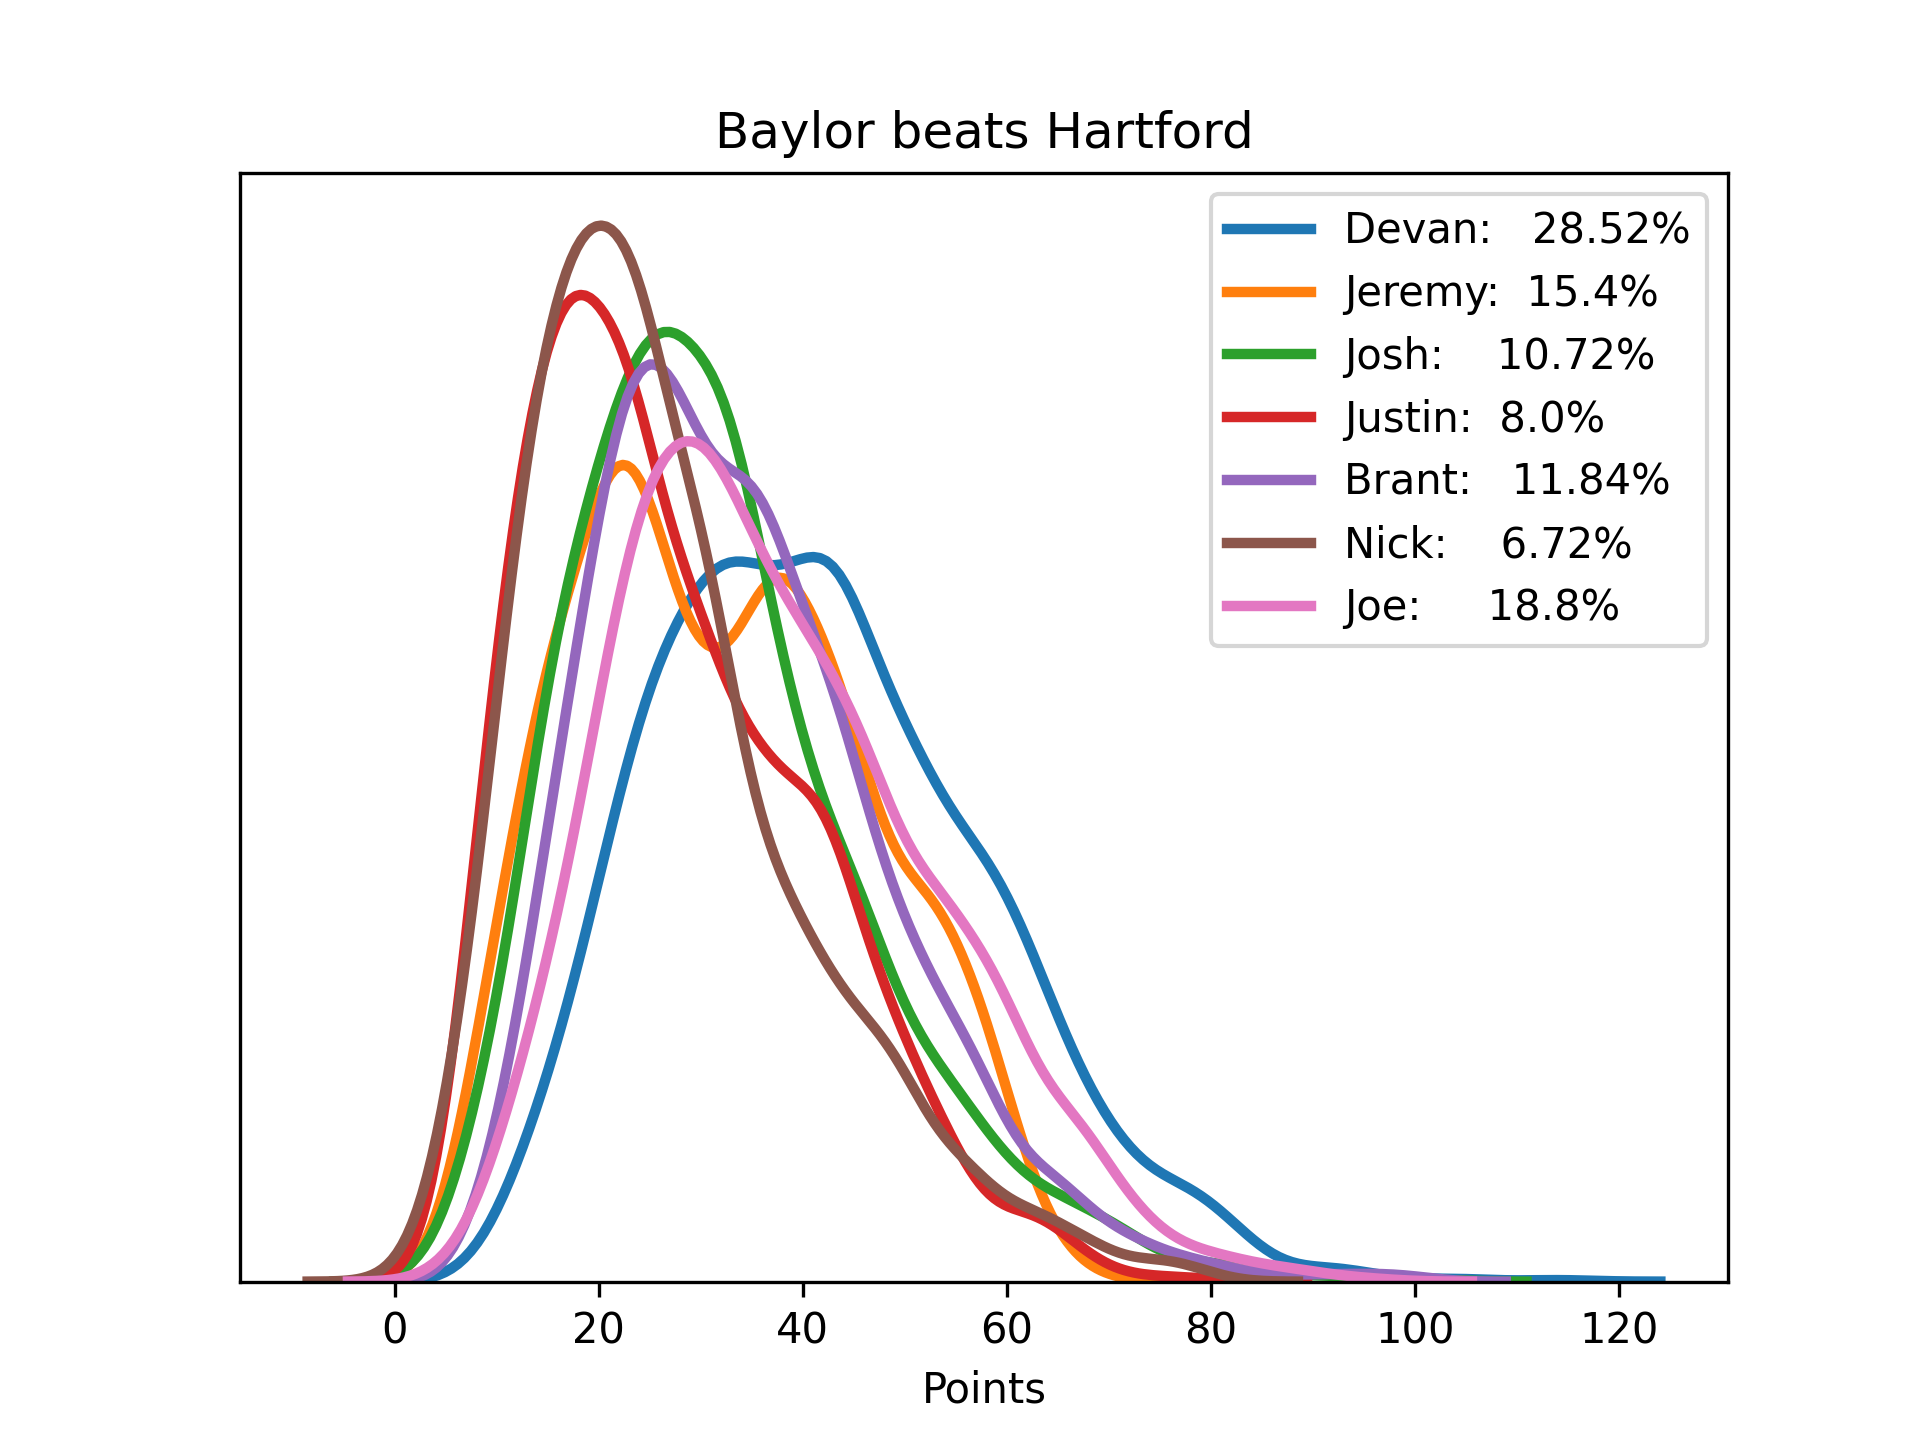 Baylor beats Hartford
Devan: 28.52%
Jeremy: 15.4%
Josh: 10.72%
Justin: 8.0%
Brant: 11.84%
Nick: 6.72%
Joe: 18.8%
0 20 40 60 80 100 120
Points